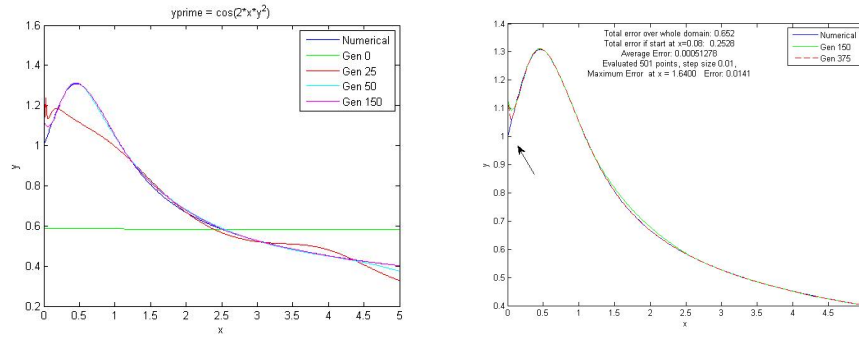 yprime = cos(2*x*y²)
1.6
1.4
1.2
1
0.8
0.6
0.4
0.2
y
0
0.5
1
1.5
2
2.5
3
3.5
4
4.5
5
x
Numerical
Gen 0
Gen 25
Gen 50
Gen 150
1.4
1.3
1.2
1.1
1
0.9
0.8
0.7
0.6
0.5
0.4
y
0
0.5
1
1.5
2
2.5
3
3.5
4
4.5
x
Total error over whole domain: 0.652
Total error if start at x=0.08: 0.2528
Average Error: 0.00051278
Evaluated 501 points, step size 0.01,
Maximum Error at x = 1.6400 Error: 0.0141
Numerical
Gen 150
Gen 375